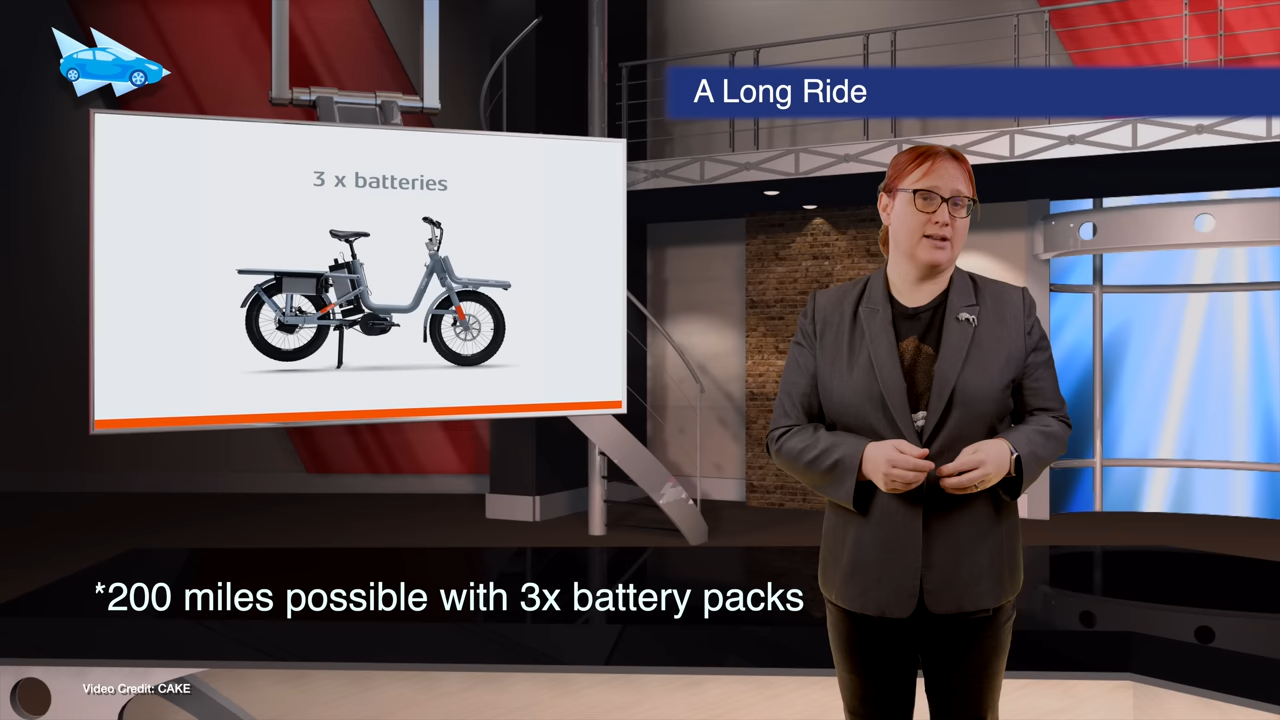 A Long Ride
3 x batteries
*200 miles possible with 3x battery packs
Video Credit: CAKE